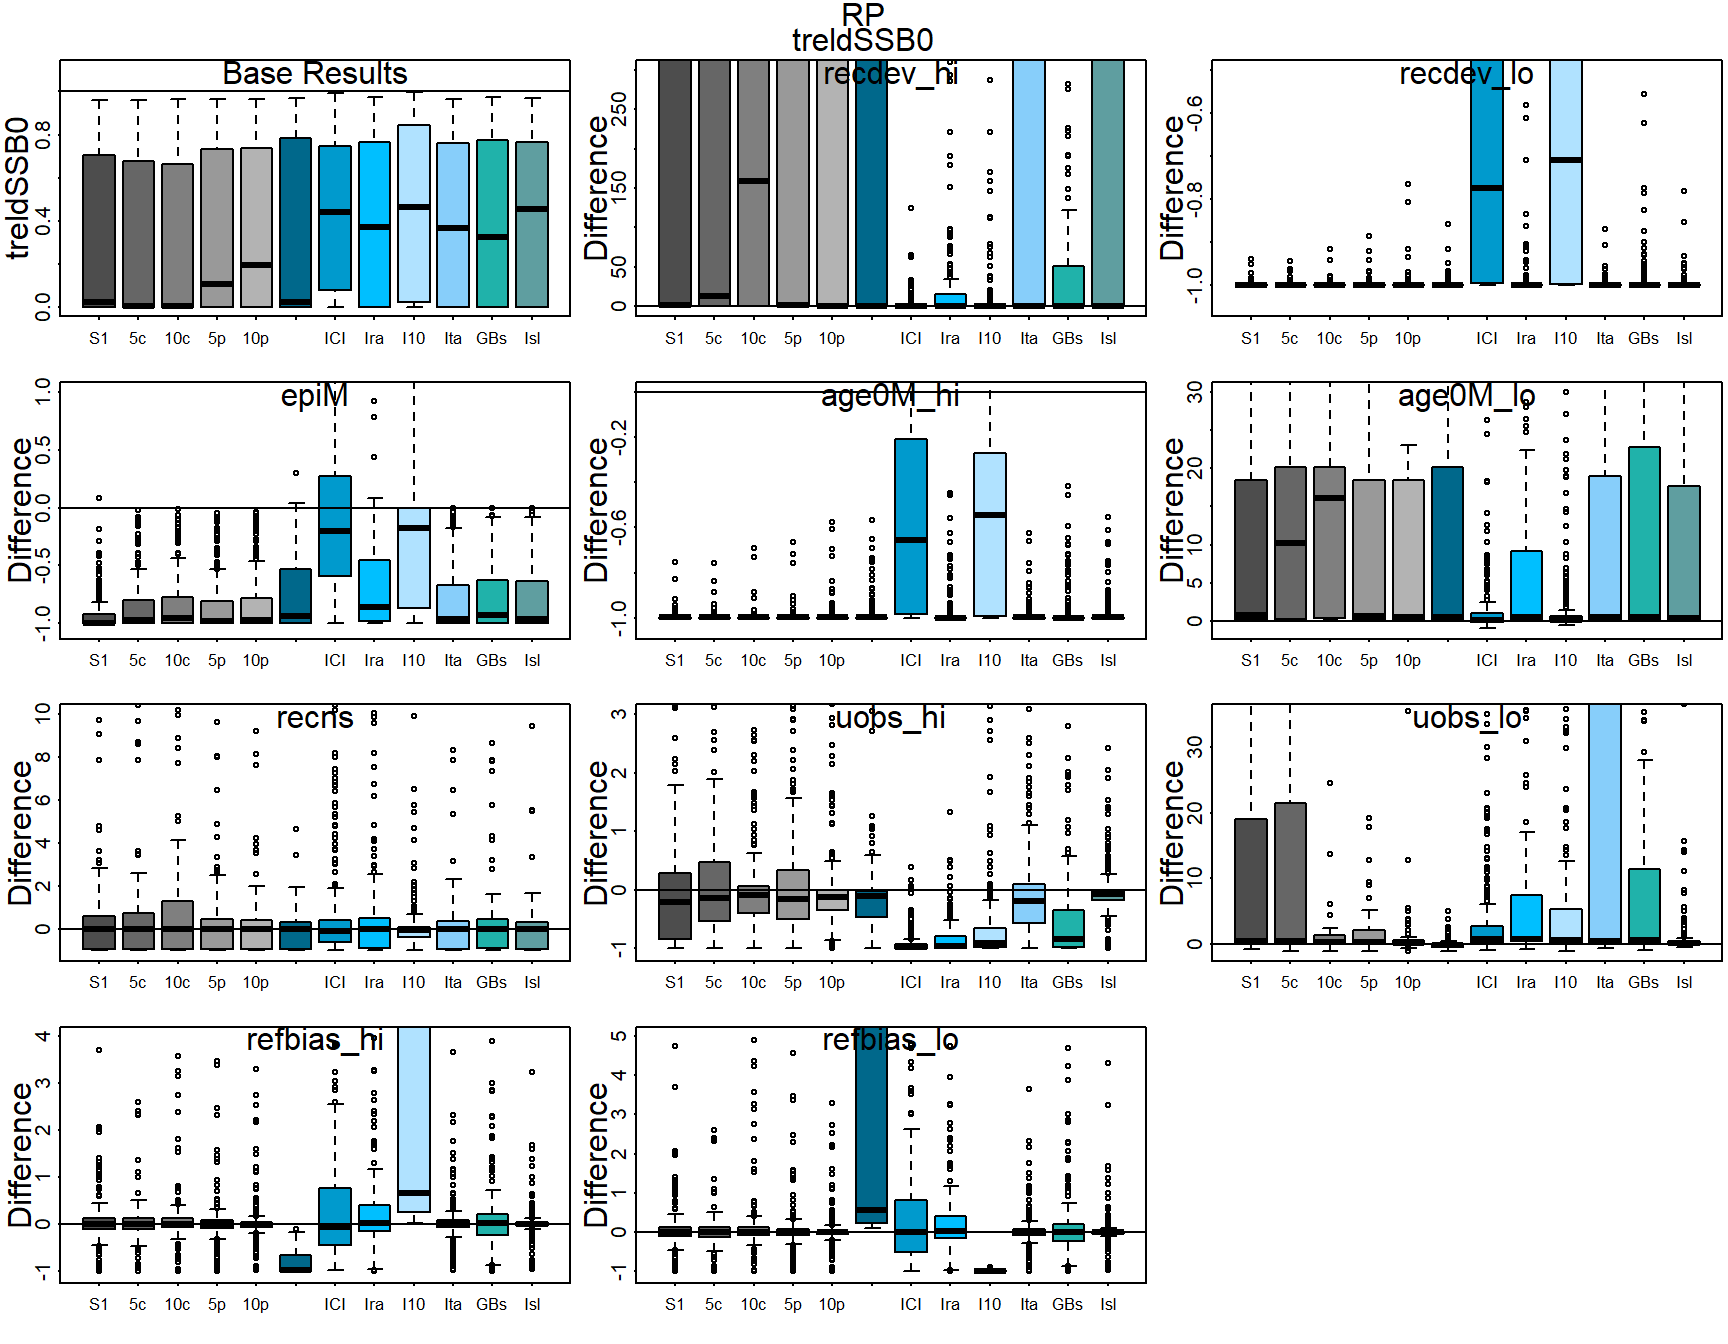 RP
treldSSB0
Base Results
recdev_hi
recdev_lo
treldSSB0
0.0 0.4 0.8
Difference
0 50 150 250
Difference
-1.0 -0.8 -0.6
S1 5c 10c 5p 10p ICI Ira I10 Ita GBs Isl
S1 5c 10c 5p 10p ICI Ira I10 Ita GBs Isl
S1 5c 10c 5p 10p ICI Ira I10 Ita GBs Isl
epiM
age0M_hi
age0M_lo
Difference
-1.0 -0.5 0.0 0.5 1.0
Difference
-1.0 -0.6 -0.2
Difference
0 5 10 20 30
S1 5c 10c 5p 10p ICI Ira I10 Ita GBs Isl
S1 5c 10c 5p 10p ICI Ira I10 Ita GBs Isl
S1 5c 10c 5p 10p ICI Ira I10 Ita GBs Isl
recns
uobs_hi
uobs_lo
Difference
0 2 4 6 8 10
Difference
-1 0 1 2 3
Difference
0 10 20 30
S1 5c 10c 5p 10p ICI Ira I10 Ita GBs Isl
S1 5c 10c 5p 10p ICI Ira I10 Ita GBs Isl
S1 5c 10c 5p 10p ICI Ira I10 Ita GBs Isl
refbias_hi
refbias_lo
Difference
-1 0 1 2 3 4
Difference
-1 0 1 2 3 4 5
S1 5c 10c 5p 10p ICI Ira I10 Ita GBs Isl
S1 5c 10c 5p 10p ICI Ira I10 Ita GBs Isl